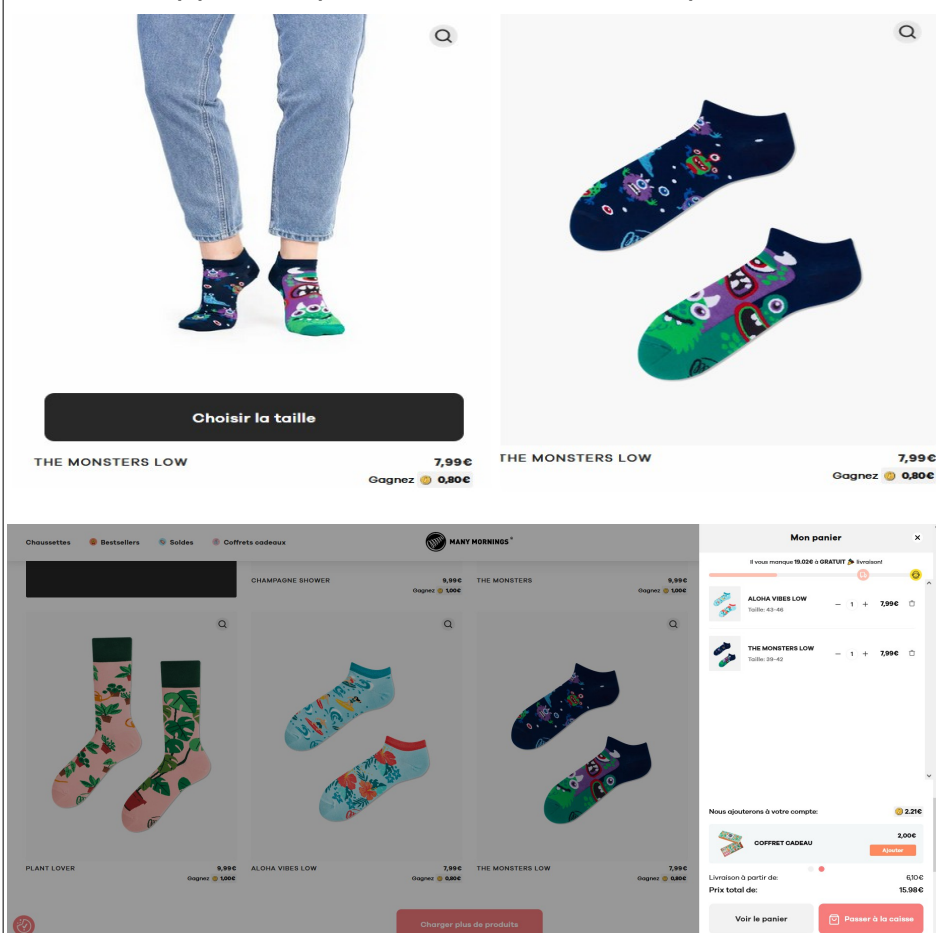 Choisir la taille
THE MONSTERS LOW 7,99€
Gagnez 0,80€
THE MONSTERS LOW 7,99€
Gagnez 0,80€
Chaussettes Bestsellers Soldes Coffrets cadeaux MANY MORNINGS®
CHAMPAGNE SHOWER 9,99€
Gagnez 1,00€
THE MONSTERS 9,99€
Gagnez 1,00€
PLANT LOVER 9,99€
Gagnez 1,00€
ALOHA VIBES LOW 7,99€
Gagnez 0,80€
THE MONSTERS LOW 7,99€
Gagnez 0,80€
Charger plus de produits
Mon panier ×
Il vous manque 19.02€ à GRATUIT livraison!
ALOHA VIBES LOW
Taille: 43-46
− 1 + 7,99€
THE MONSTERS LOW
Taille: 39-42
− 1 + 7,99€
Nous ajouterons à votre compte: 2.21€
COFFRET CADEAU 2,00€
Ajouter
Livraison à partir de: 6,10€
Prix total de: 15.98€
Voir le panier
Passer à la caisse